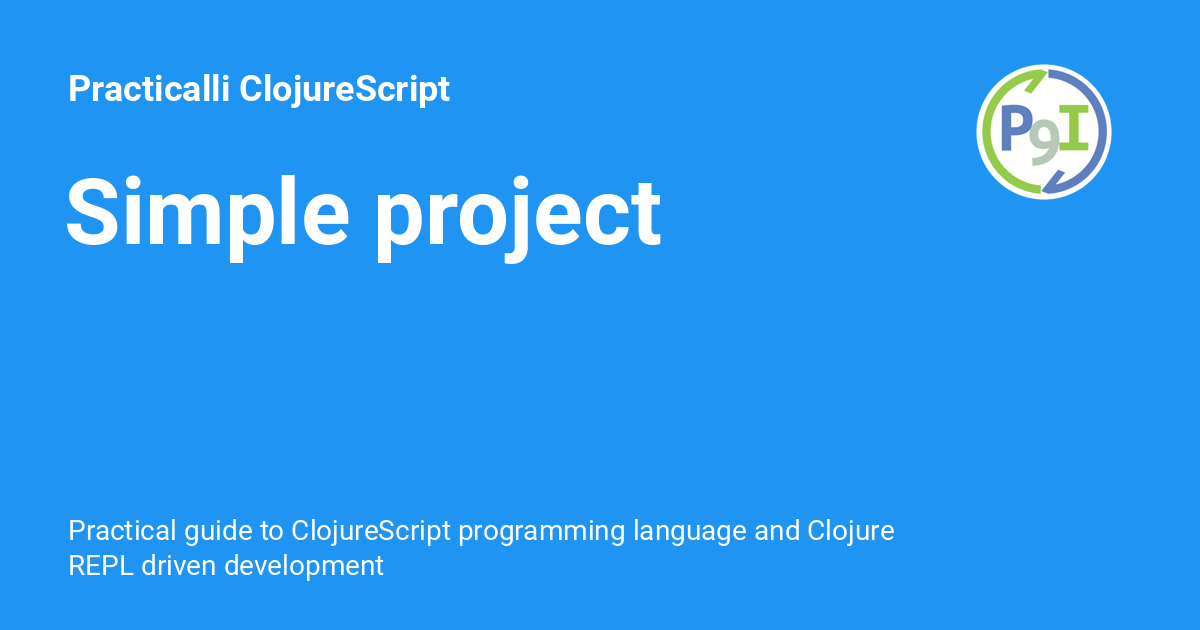 Practicalli ClojureScript
P9I
Simple project
Practical guide to ClojureScript programming language and Clojure
REPL driven development